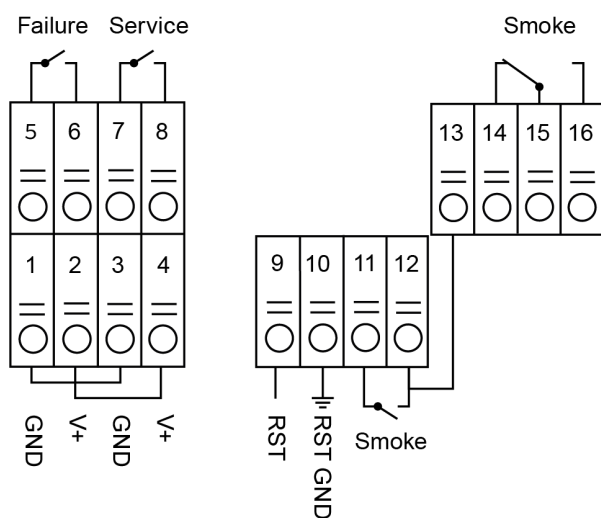 Failure Service
Smoke
5 6 7 8
13 14 15 16
1 2 3 4
9 10 11 12
GND
V+
GND
V+
RST
RST GND
Smoke